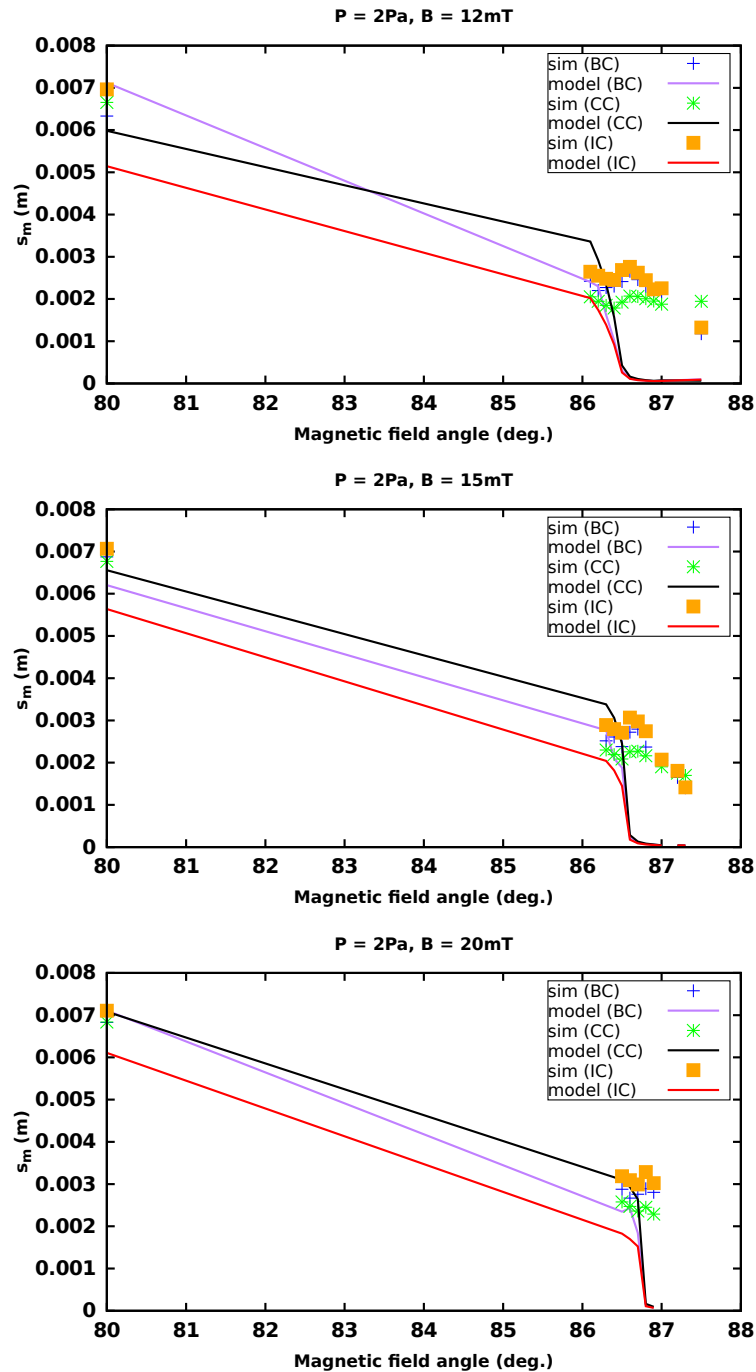 P = 2Pa, B = 12mT
0.008
0.007
0.006
0.005
0.004
0.003
0.002
0.001
0
s_m (m)
sim (BC)
model (BC)
sim (CC)
model (CC)
sim (IC)
model (IC)
80 81 82 83 84 85 86 87 88
Magnetic field angle (deg.)
P = 2Pa, B = 15mT
0.008
0.007
0.006
0.005
0.004
0.003
0.002
0.001
0
s_m (m)
sim (BC)
model (BC)
sim (CC)
model (CC)
sim (IC)
model (IC)
80 81 82 83 84 85 86 87 88
Magnetic field angle (deg.)
P = 2Pa, B = 20mT
0.008
0.007
0.006
0.005
0.004
0.003
0.002
0.001
0
s_m (m)
sim (BC)
model (BC)
sim (CC)
model (CC)
sim (IC)
model (IC)
80 81 82 83 84 85 86 87 88
Magnetic field angle (deg.)